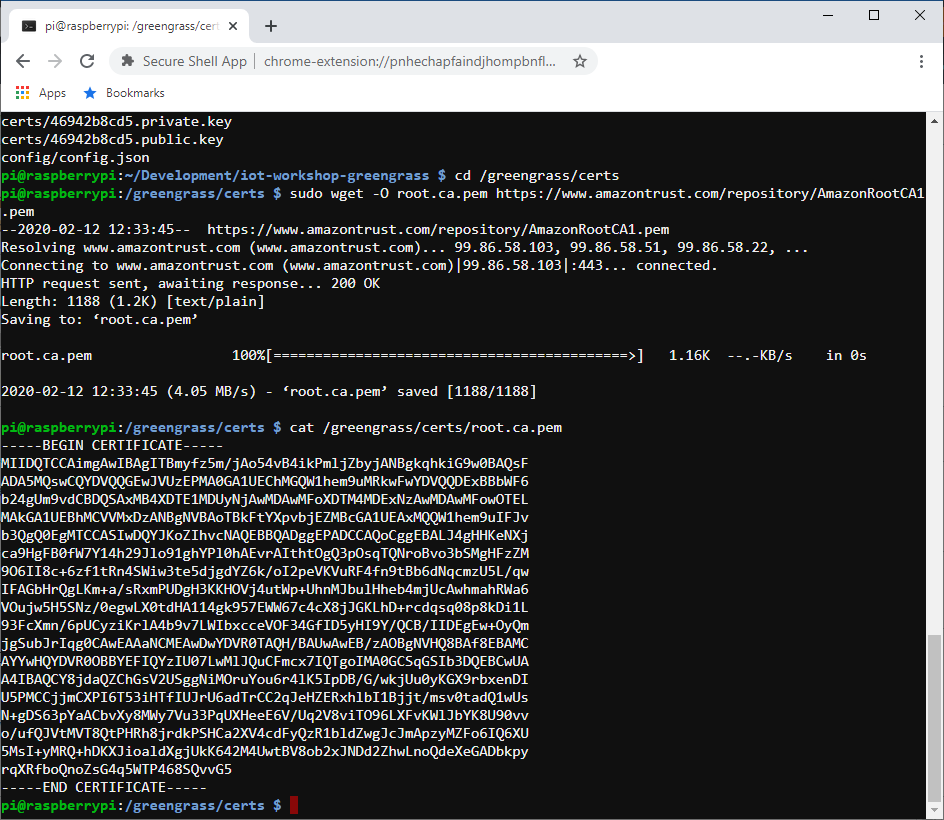 pi@raspberrypi: /greengrass/cert
Secure Shell App | chrome-extension://pnhechapfaindjhompbnfl...
Apps Bookmarks
certs/46942b8cd5.private.key
certs/46942b8cd5.public.key
config/config.json
pi@raspberrypi:~/Development/iot-workshop-greengrass $ cd /greengrass/certs
pi@raspberrypi:/greengrass/certs $ sudo wget -O root.ca.pem https://www.amazontrust.com/repository/AmazonRootCA1
.pem
--2020-02-12 12:33:45--  https://www.amazontrust.com/repository/AmazonRootCA1.pem
Resolving www.amazontrust.com (www.amazontrust.com)... 99.86.58.103, 99.86.58.51, 99.86.58.22, ...
Connecting to www.amazontrust.com (www.amazontrust.com)|99.86.58.103|:443... connected.
HTTP request sent, awaiting response... 200 OK
Length: 1188 (1.2K) [text/plain]
Saving to: ‘root.ca.pem’
root.ca.pem 100%[===========================================>] 1.16K --.-KB/s in 0s
2020-02-12 12:33:45 (4.05 MB/s) - ‘root.ca.pem’ saved [1188/1188]
pi@raspberrypi:/greengrass/certs $ cat /greengrass/certs/root.ca.pem
-----BEGIN CERTIFICATE-----
MIIDQTCCAimgAwIBAgITBmyfz5m/jAo54vB4ikPmljZbyjANBgkqhkiG9w0BAQsF
ADA5MQswCQYDVQQGEwJVUzEPMA0GA1UEChMGQW1hem9uMRkwFwYDVQQDExBBbWF6
b24gUm9vdCBDQSAxMB4XDTE1MDUyNjAwMDAwMFoXDTM4MDExNzAwMDAwMFowOTEL
MAkGA1UEBhMCVVMxDzANBgNVBAoTBkFtYXpvbjEZMBcGA1UEAxMQQW1hem9uIFJv
b3QgQ0EgMTCCASIwDQYJKoZIhvcNAQEBBQADggEPADCCAQoCggEBALJ4gHHKeNXj
ca9HgFB0fW7Y14h29Jlo91ghYPl0hAEvrAIthtOgQ3pOsqTQNroBvo3bSMgHFzZM
9O6II8c+6zf1tRn4SWiw3te5djgdYZ6k/oI2peVKVuRF4fn9tBb6dNqcmzU5L/qw
IFAGbHrQgLKm+a/sRxmPUDgH3KKHOVj4utWp+UhnMJbulHheb4mjUcAwhmahRWa6
VOujw5H5SNz/0egwLX0tdHA114gk957EWW67c4cX8jJGKLhD+rcdqsq08p8kDi1L
93FcXmn/6pUCyziKrlA4b9v7LWIbxcceVOF34GfID5yHI9Y/QCB/IIDEgEw+OyQm
jgSubJrIqg0CAwEAAaNCMEAwDwYDVR0TAQH/BAUwAwEB/zAOBgNVHQ8BAf8EBAMC
AYYwHQYDVR0OBBYEFIQYzIU07LwMlJQuCFmcx7IQTgoIMA0GCSqGSIb3DQEBCwUA
A4IBAQCY8jdaQZChGsV2USggNiMOruYou6r4lK5IpDB/G/wkjUu0yKGX9rbxenDI
U5PMCCjjmCXPI6T53iHTfIUJrU6adTrCC2qJeHZERxhlbI1Bjjt/msv0tadQ1wUs
N+gDS63pYaACbvXy8MWy7Vu33PqUXHeeE6V/Uq2V8viTO96LXFvKWlJbYK8U90vv
o/ufQJVtMVT8QtPHRh8jrdkPSHCa2XV4cdFyQzR1bldZwgJcJmApzyMZFo6IQ6XU
5MsI+yMRQ+hDKXJioaldXgjUkK642M4UwtBV8ob2xJNDd2ZhwLnoQdeXeGADbkpy
rqXRfboQnoZsG4q5WTP468SQvvG5
-----END CERTIFICATE-----
pi@raspberrypi:/greengrass/certs $